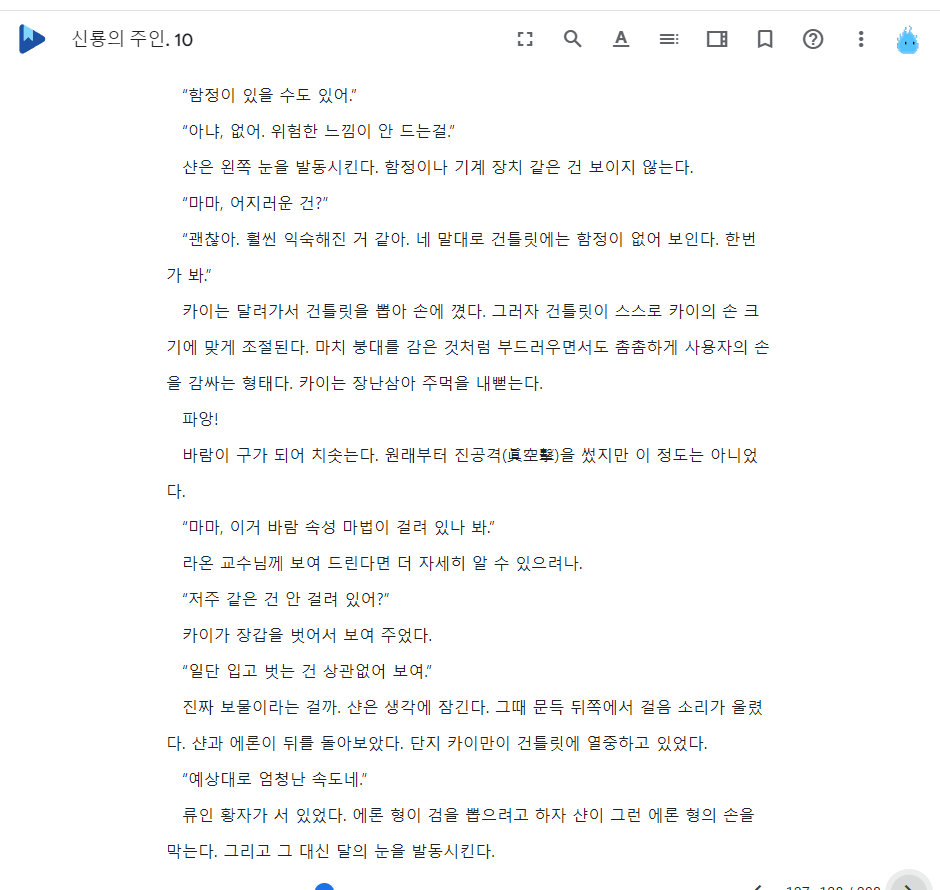 신룡의 주인. 10
“함정이 있을 수도 있어.”
“아냐, 없어. 위험한 느낌이 안 드는걸.”
샨은 왼쪽 눈을 발동시킨다. 함정이나 기계 장치 같은 건 보이지 않는다.
“마마, 어지러운 건?”
“괜찮아. 훨씬 익숙해진 거 같아. 네 말대로 건틀릿에는 함정이 없어 보인다. 한번
가 봐.”
카이는 달려가서 건틀릿을 뽑아 손에 꼈다. 그러자 건틀릿이 스스로 카이의 손 크
기에 맞게 조절된다. 마치 붕대를 감은 것처럼 부드러우면서도 촘촘하게 사용자의 손
을 감싸는 형태다. 카이는 장난삼아 주먹을 내뻗는다.
파앙!
바람이 구가 되어 치솟는다. 원래부터 진공격(眞空擊)을 썼지만 이 정도는 아니었
다.
“마마, 이거 바람 속성 마법이 걸려 있나 봐.”
라온 교수님께 보여 드린다면 더 자세히 알 수 있으려나.
“저주 같은 건 안 걸려 있어?”
카이가 장갑을 벗어서 보여 주었다.
“일단 입고 벗는 건 상관없어 보여.”
진짜 보물이라는 걸까. 샨은 생각에 잠긴다. 그때 문득 뒤쪽에서 걸음 소리가 울렸
다. 샨과 에론이 뒤를 돌아보았다. 단지 카이만이 건틀릿에 열중하고 있었다.
“예상대로 엄청난 속도네.”
류인 황자가 서 있었다. 에론 형이 검을 뽑으려고 하자 샨이 그런 에론 형의 손을
막는다. 그리고 그 대신 달의 눈을 발동시킨다.